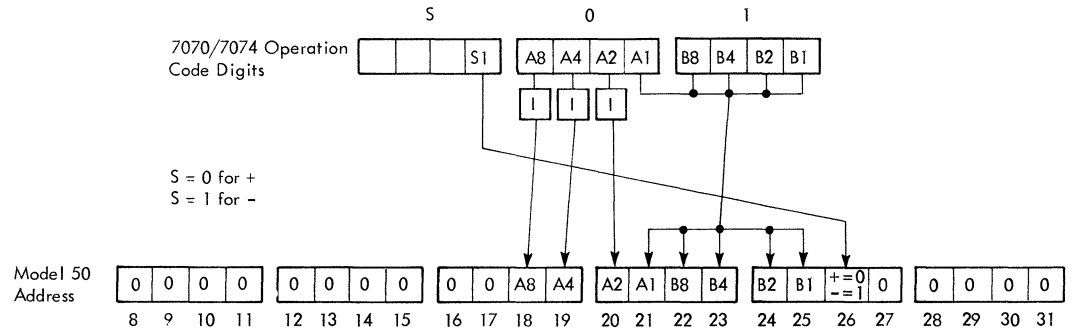 S 0 1
7070/7074 Operation
Code Digits
S1 A8 A4 A2 A1 B8 B4 B2 B1
I I I
S = 0 for +
S = 1 for -
Model 50
Address
0 0 0 0 0 0 0 0 0 0 A8 A4 A2 A1 B8 B4 B2 B1 +=0 0 0 0 0 0
-=1
8 9 10 11 12 13 14 15 16 17 18 19 20 21 22 23 24 25 26 27 28 29 30 31